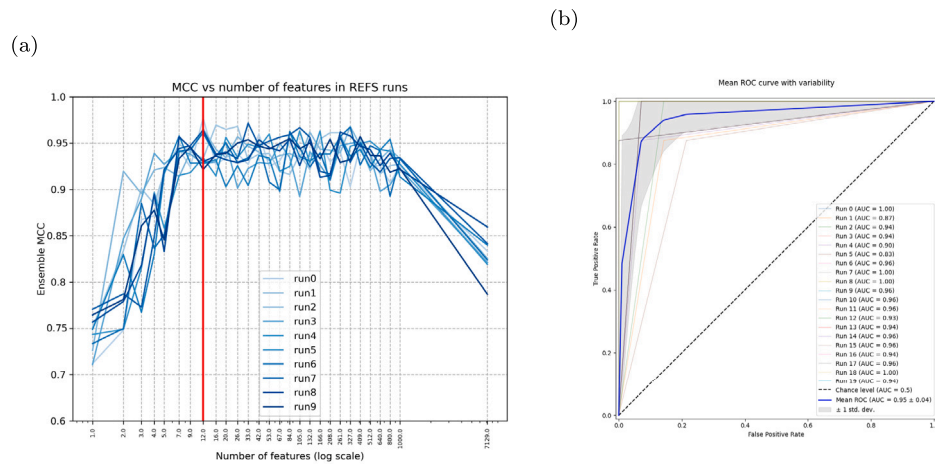 (a)
(b)
MCC vs number of features in REFS runs
1.0
0.95
0.9
0.85
0.8
0.75
0.7
0.6
Ensemble MCC
run0
run1
run2
run3
run4
run5
run6
run7
run8
run9
1.0
2.0
3.0
4.0
5.0
7.0
9.0
12.0
16.0
20.0
26.0
33.0
42.0
53.0
67.0
84.0
105.0
132.0
166.0
208.0
261.0
327.0
409.0
512.0
640.0
800.0
1000.0
7129.0
Number of features (log scale)
Mean ROC curve with variability
1.0
0.8
0.6
0.4
0.2
0.0
True Positive Rate
Run 0 (AUC = 1.00)
Run 1 (AUC = 0.87)
Run 2 (AUC = 0.94)
Run 3 (AUC = 0.94)
Run 4 (AUC = 0.90)
Run 5 (AUC = 0.83)
Run 6 (AUC = 0.96)
Run 7 (AUC = 1.00)
Run 8 (AUC = 1.00)
Run 9 (AUC = 0.96)
Run 10 (AUC = 0.96)
Run 11 (AUC = 0.96)
Run 12 (AUC = 0.93)
Run 13 (AUC = 0.94)
Run 14 (AUC = 0.96)
Run 15 (AUC = 0.96)
Run 16 (AUC = 0.94)
Run 17 (AUC = 0.96)
Run 18 (AUC = 1.00)
Run 19 (AUC = 0.94)
Chance level (AUC = 0.5)
Mean ROC (AUC = 0.95 ± 0.04)
± 1 std. dev.
0.0
0.2
0.4
0.6
0.8
False Positive Rate